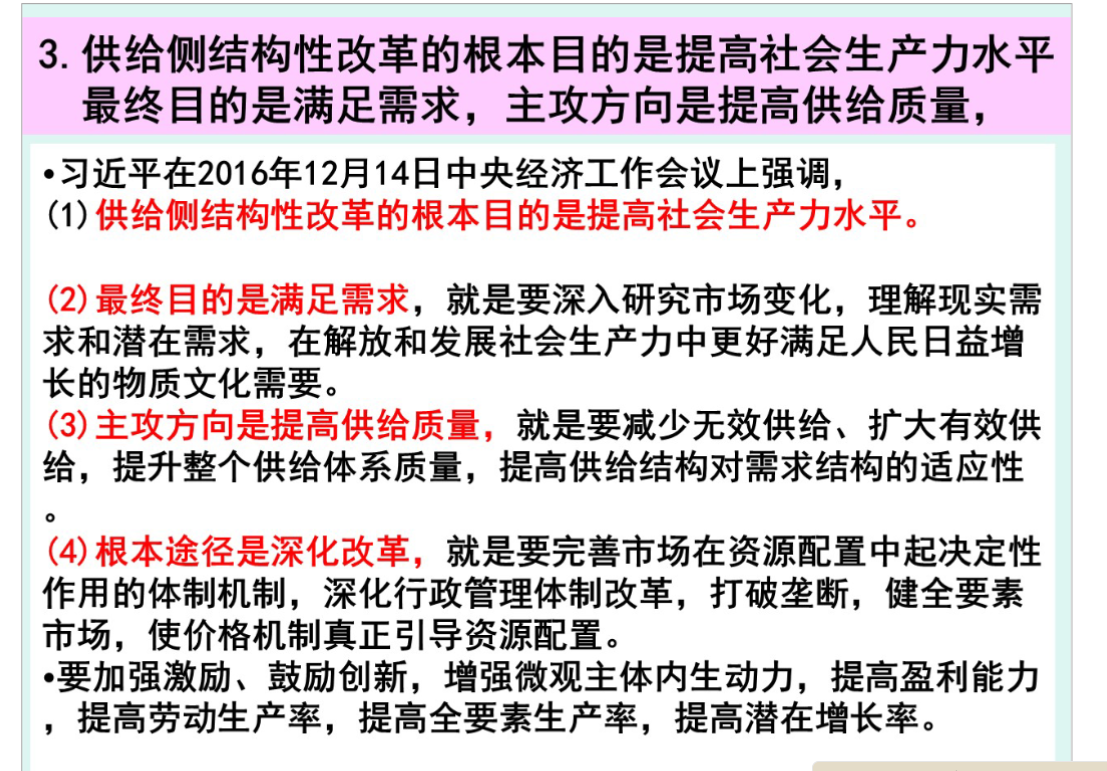 3. 供给侧结构性改革的根本目的是提高社会生产力水平
最终目的是满足需求，主攻方向是提高供给质量，
•习近平在2016年12月14日中央经济工作会议上强调，
(1)供给侧结构性改革的根本目的是提高社会生产力水平。
(2)最终目的是满足需求，就是要深入研究市场变化，理解现实需
求和潜在需求，在解放和发展社会生产力中更好满足人民日益增
长的物质文化需要。
(3)主攻方向是提高供给质量，就是要减少无效供给、扩大有效供
给，提升整个供给体系质量，提高供给结构对需求结构的适应性
。
(4)根本途径是深化改革，就是要完善市场在资源配置中起决定性
作用的体制机制，深化行政管理体制改革，打破垄断，健全要素
市场，使价格机制真正引导资源配置。
•要加强激励、鼓励创新，增强微观主体内生动力，提高盈利能力
，提高劳动生产率，提高全要素生产率，提高潜在增长率。